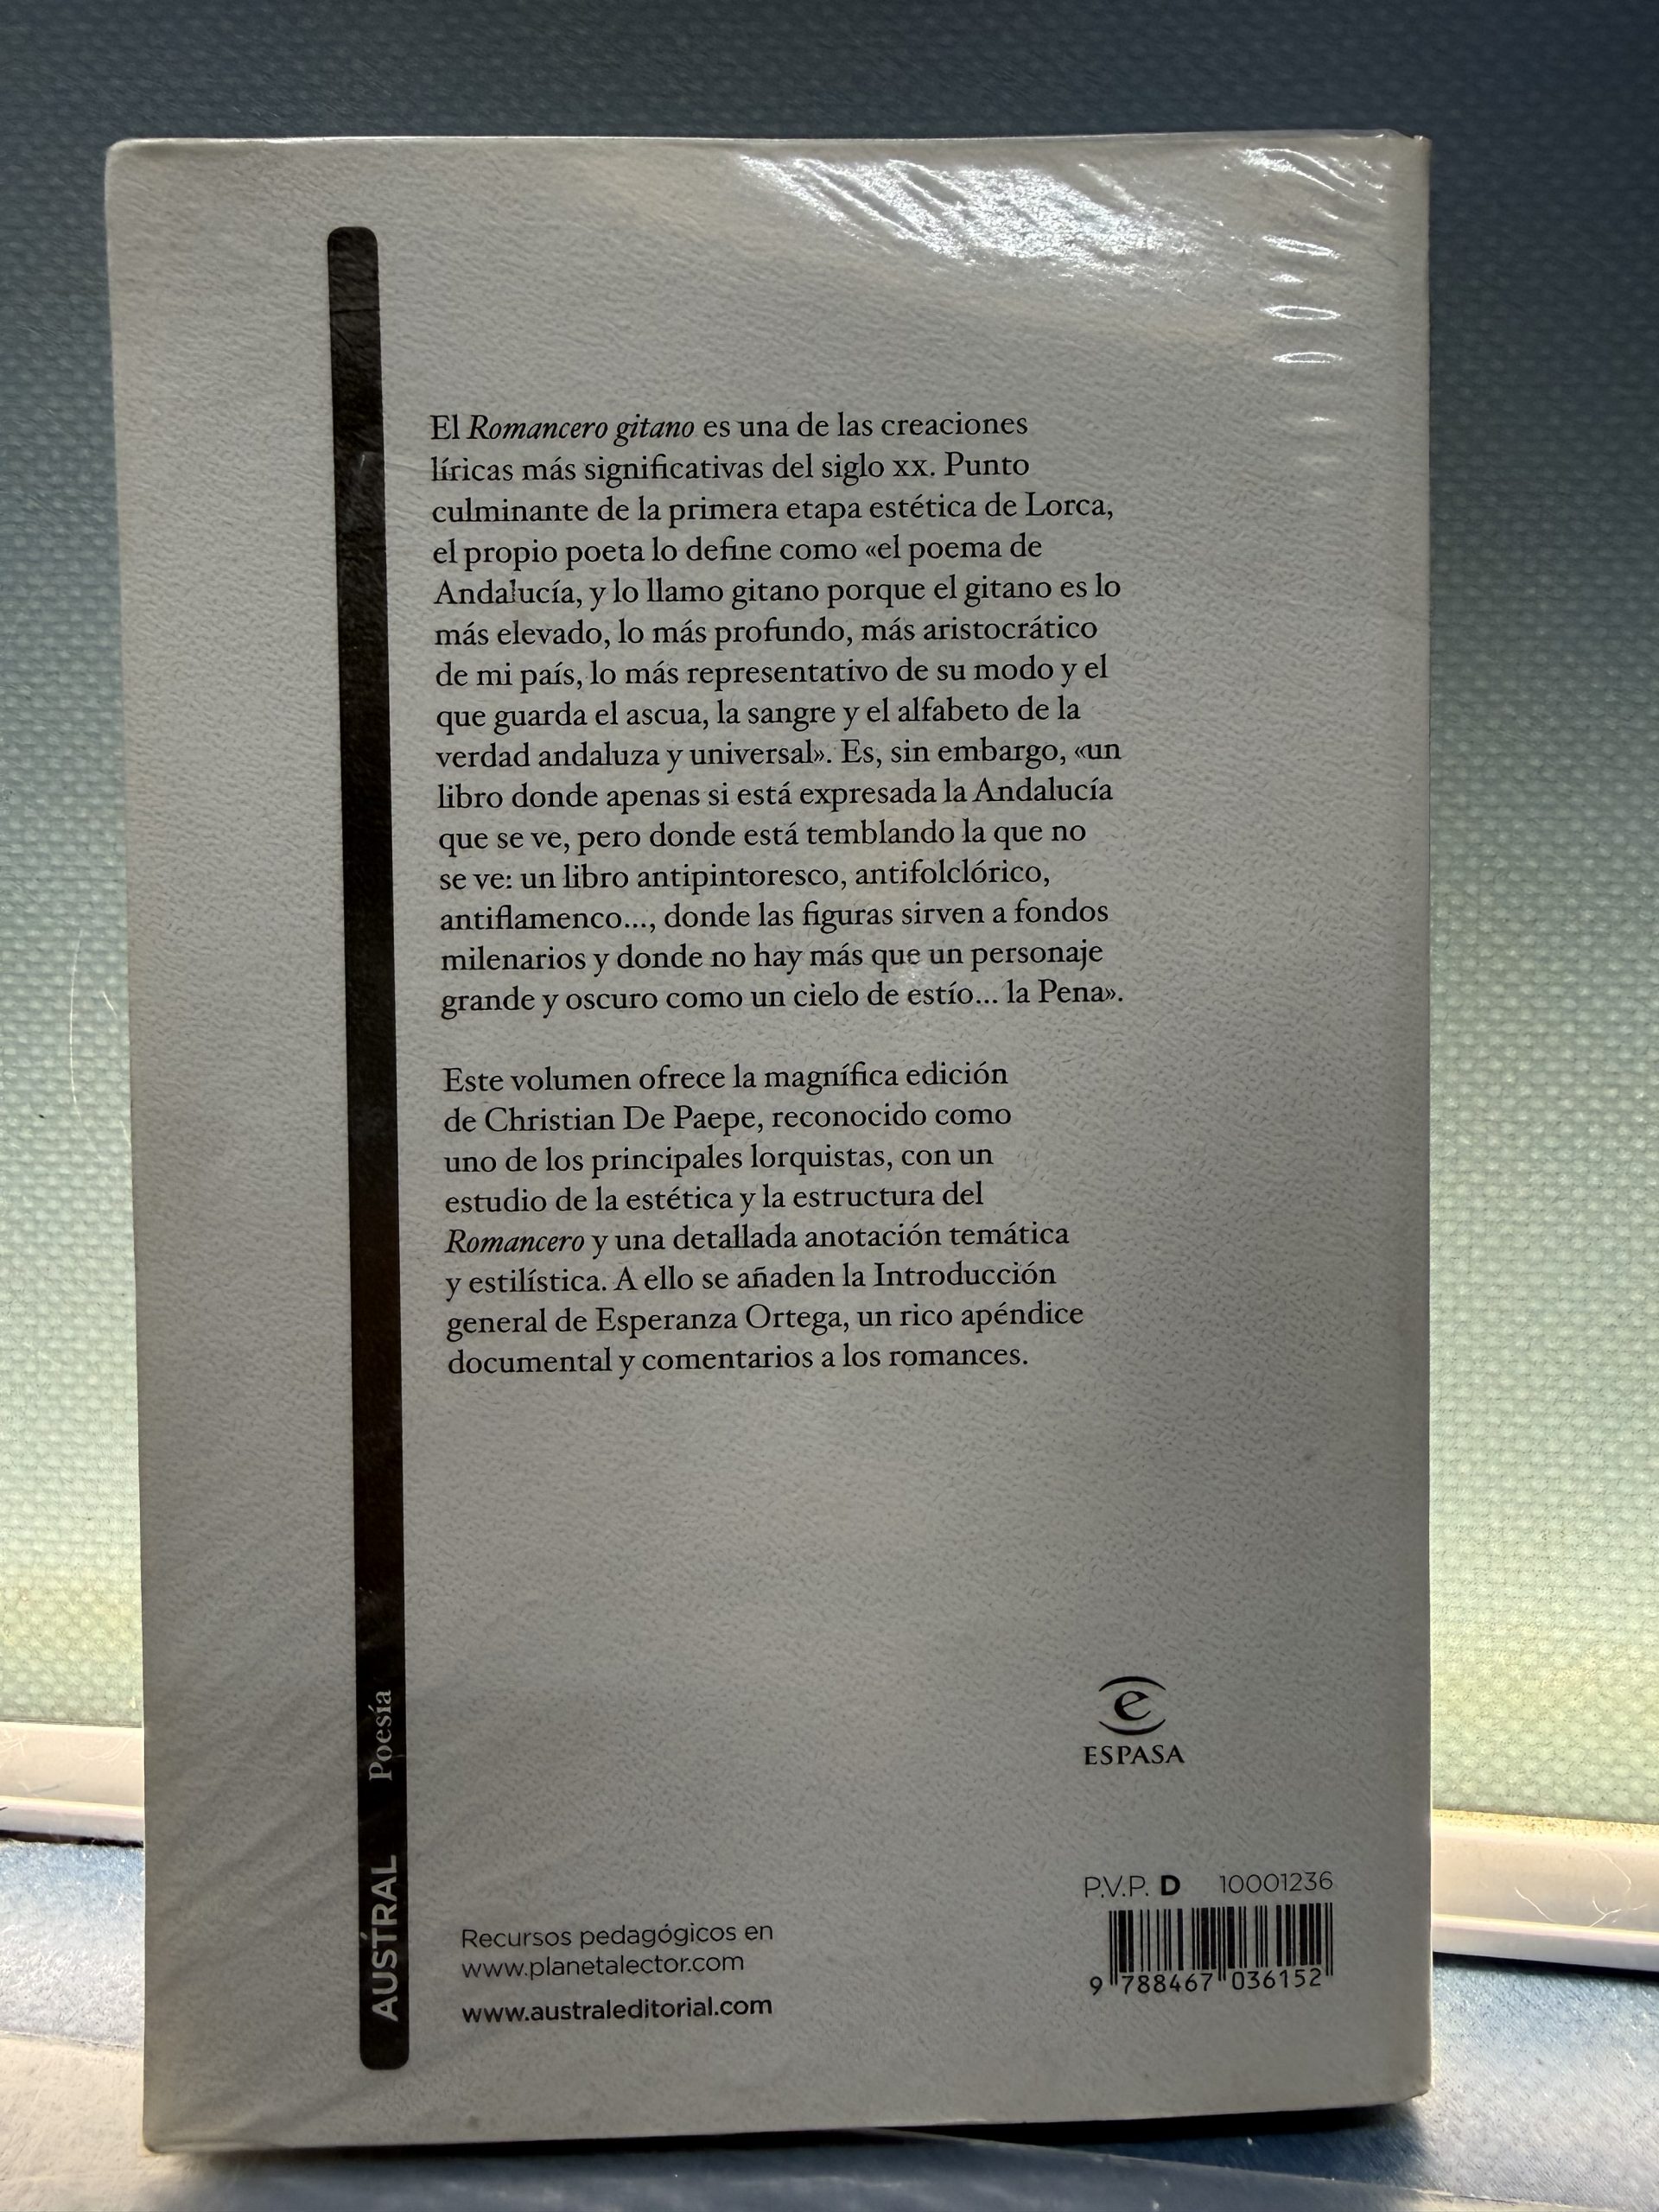 El Romancero gitano es una de las creaciones
líricas más significativas del siglo XX. Punto
culminante de la primera etapa estética de Lorca,
el propio poeta lo define como «el poema de
Andalucía, y lo llamo gitano porque el gitano es lo
más elevado, lo más profundo, más aristocrático
de mi país, lo más representativo de su modo y el
que guarda el ascua, la sangre y el alfabeto de la
verdad andaluza y universal». Es, sin embargo, «un
libro donde apenas si está expresada la Andalucía
que se ve, pero donde está temblando la que no
se ve: un libro antipintoresco, antifolclórico,
antiflamenco..., donde las figuras sirven a fondos
milenarios y donde no hay más que un personaje
grande y oscuro como un cielo de estío... la Pena».
Este volumen ofrece la magnífica edición
de Christian De Paepe, reconocido como
uno de los principales lorquistas, con un
estudio de la estética y la estructura del
Romancero y una detallada anotación temática
y estilística. A ello se añaden la Introducción
general de Esperanza Ortega, un rico apéndice
documental y comentarios a los romances.
AUSTRAL Poesía
e
ESPASA
P.V.P. D 10001236
9 788467 036152
Recursos pedagógicos en
www.planetalector.com
www.australeditorial.com